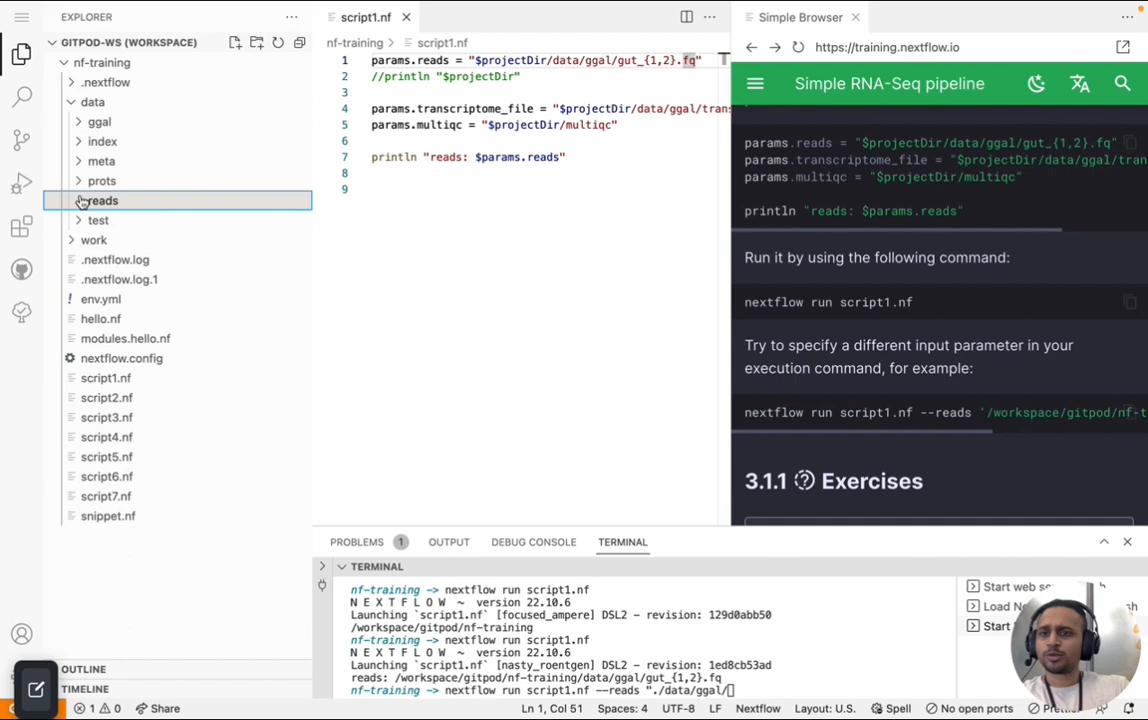 EXPLORER
script1.nf
Simple Browser
GITPOD-WS (WORKSPACE)
nf-training > script1.nf
https://training.nextflow.io
nf-training
.nextflow
data
ggal
index
meta
prots
reads
test
work
.nextflow.log
.nextflow.log.1
env.yml
hello.nf
modules.hello.nf
nextflow.config
script1.nf
script2.nf
script3.nf
script4.nf
script5.nf
script6.nf
script7.nf
snippet.nf
OUTLINE
TIMELINE
1 params.reads = "$projectDir/data/ggal/gut_{1,2}.fq"
2 //println "$projectDir"
3
4 params.transcriptome_file = "$projectDir/data/ggal/trans
5 params.multiqc = "$projectDir/multiqc"
6
7 println "reads: $params.reads"
8
9
Simple RNA-Seq pipeline
params.reads = "$projectDir/data/ggal/gut_{1,2}.fq"
params.transcriptome_file = "$projectDir/data/ggal/tran
params.multiqc = "$projectDir/multiqc"
println "reads: $params.reads"
Run it by using the following command:
nextflow run script1.nf
Try to specify a different input parameter in your
execution command, for example:
nextflow run script1.nf --reads '/workspace/gitpod/nf-t
3.1.1 Exercises
PROBLEMS 1 OUTPUT DEBUG CONSOLE TERMINAL
TERMINAL
nf-training -> nextflow run script1.nf
N E X T F L O W ~ version 22.10.6
Launching `script1.nf` [focused_ampere] DSL2 - revision: 129d0abb50
/workspace/gitpod/nf-training
nf-training -> nextflow run script1.nf
N E X T F L O W ~ version 22.10.6
Launching `script1.nf` [nasty_roentgen] DSL2 - revision: 1ed8cb53ad
reads: /workspace/gitpod/nf-training/data/ggal/gut_{1,2}.fq
nf-training -> nextflow run script1.nf --reads "./data/ggal/
Start web
Load
Start
1 0 Share
Ln 1, Col 51 Spaces: 4 UTF-8 LF Nextflow Layout: U.S. Spell No open ports